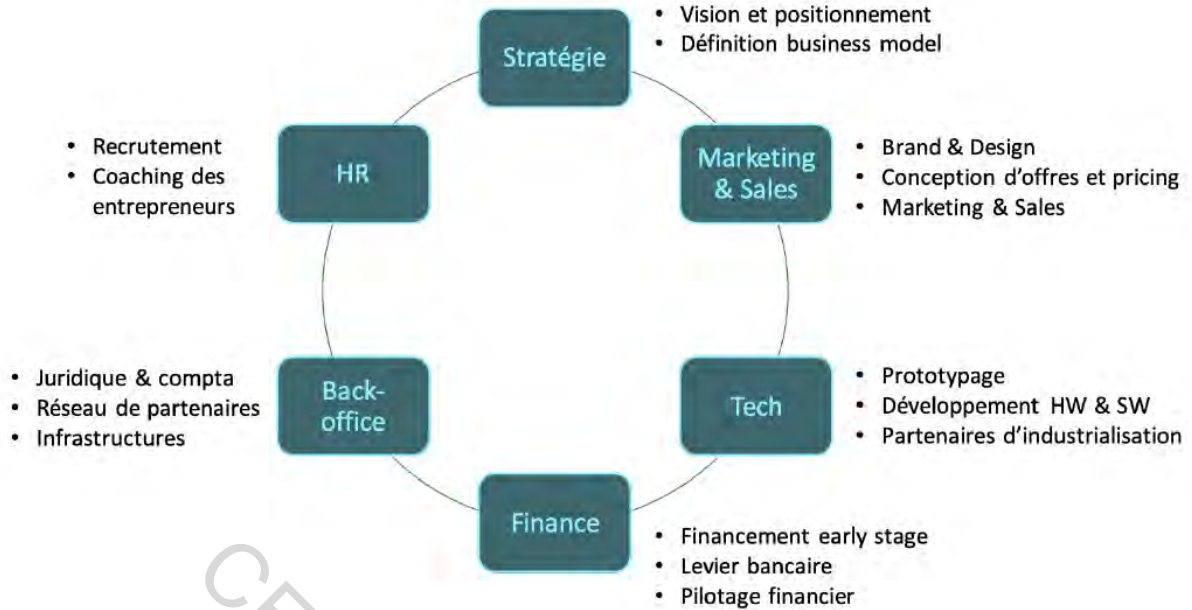 Stratégie
• Vision et positionnement
• Définition business model
Marketing
& Sales
• Brand & Design
• Conception d'offres et pricing
• Marketing & Sales
Tech
• Prototypage
• Développement HW & SW
• Partenaires d'industrialisation
Finance
• Financement early stage
• Levier bancaire
• Pilotage financier
Back-
office
• Juridique & compta
• Réseau de partenaires
• Infrastructures
HR
• Recrutement
• Coaching des
entrepreneurs